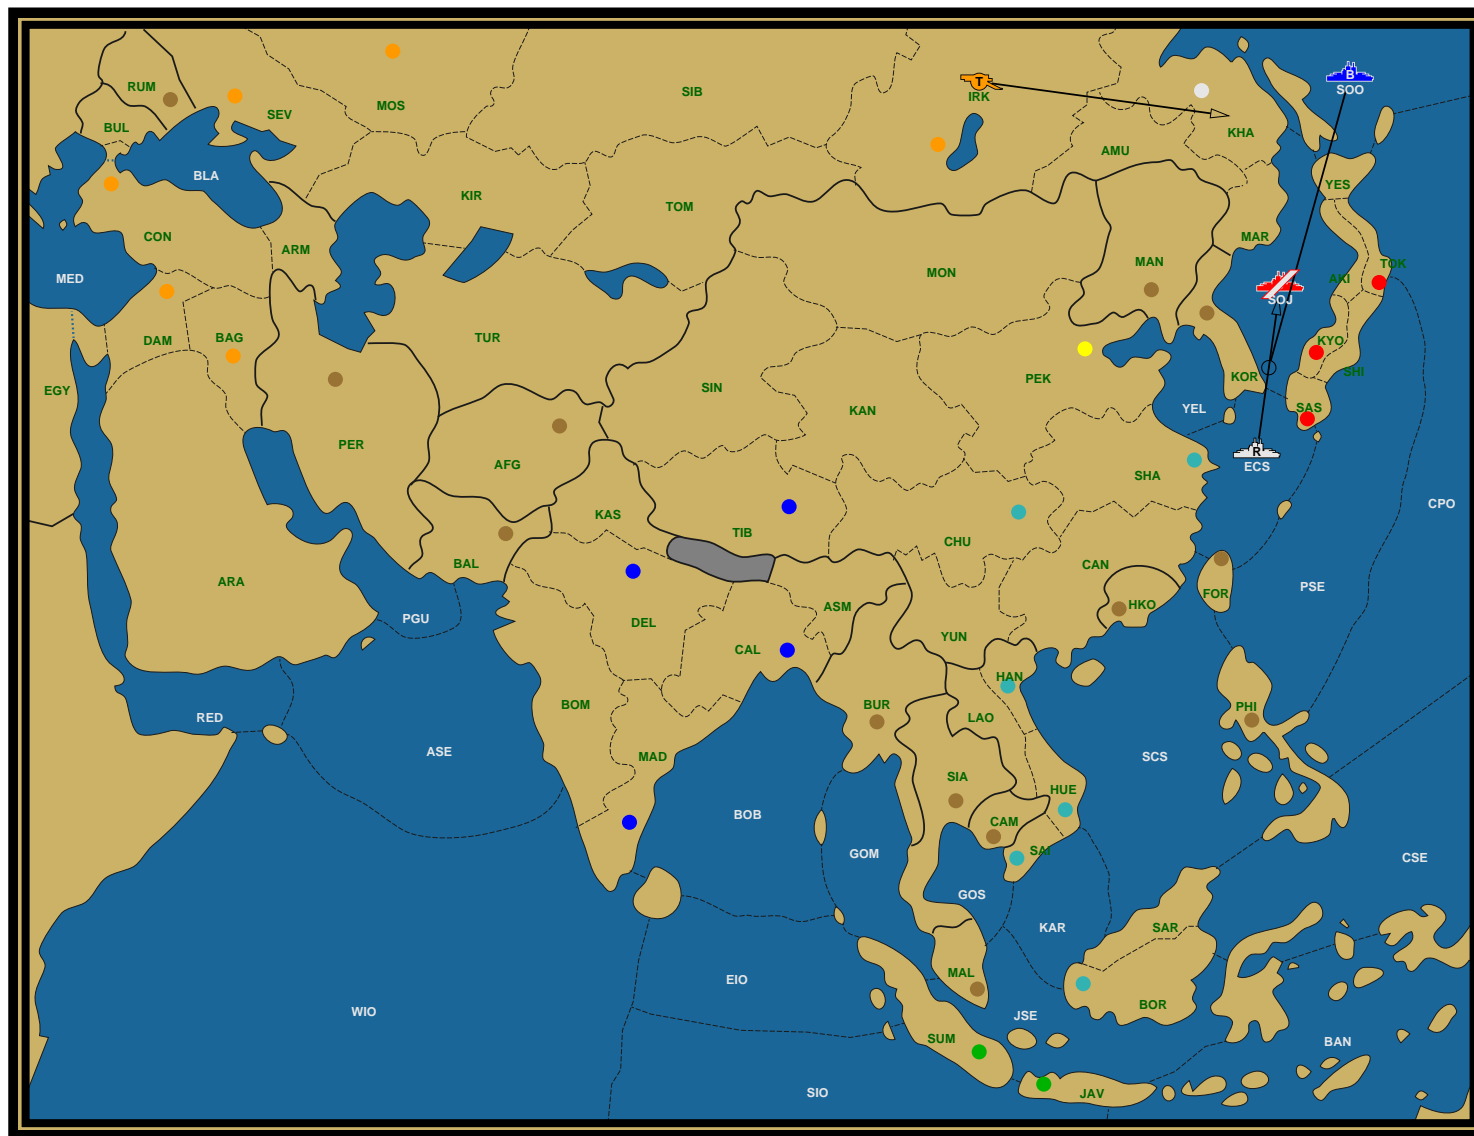 B
SOO
T
IRK
SIB
RUM
SEV
MOS
BUL
KHA
AMU
BLA
YES
KIR
TOM
CON
ARM
MAR
MED
MON
MAN
TOK
AKI
SOJ
DAM
BAG
TUR
KYO
SHI
EGY
SIN
PEK
KOR
KAN
YEL
SAS
PER
AFG
R
ECS
SHA
CPO
KAS
TIB
CHU
BAL
CAN
ARA
PSE
FOR
PGU
DEL
ASM
HKO
YUN
CAL
HAN
BOM
BUR
LAO
PHI
RED
ASE
MAD
SCS
SIA
HUE
BOB
CAM
GOM
SAI
CSE
GOS
KAR
SAR
MAL
EIO
BOR
WIO
JSE
SUM
BAN
SIO
JAV